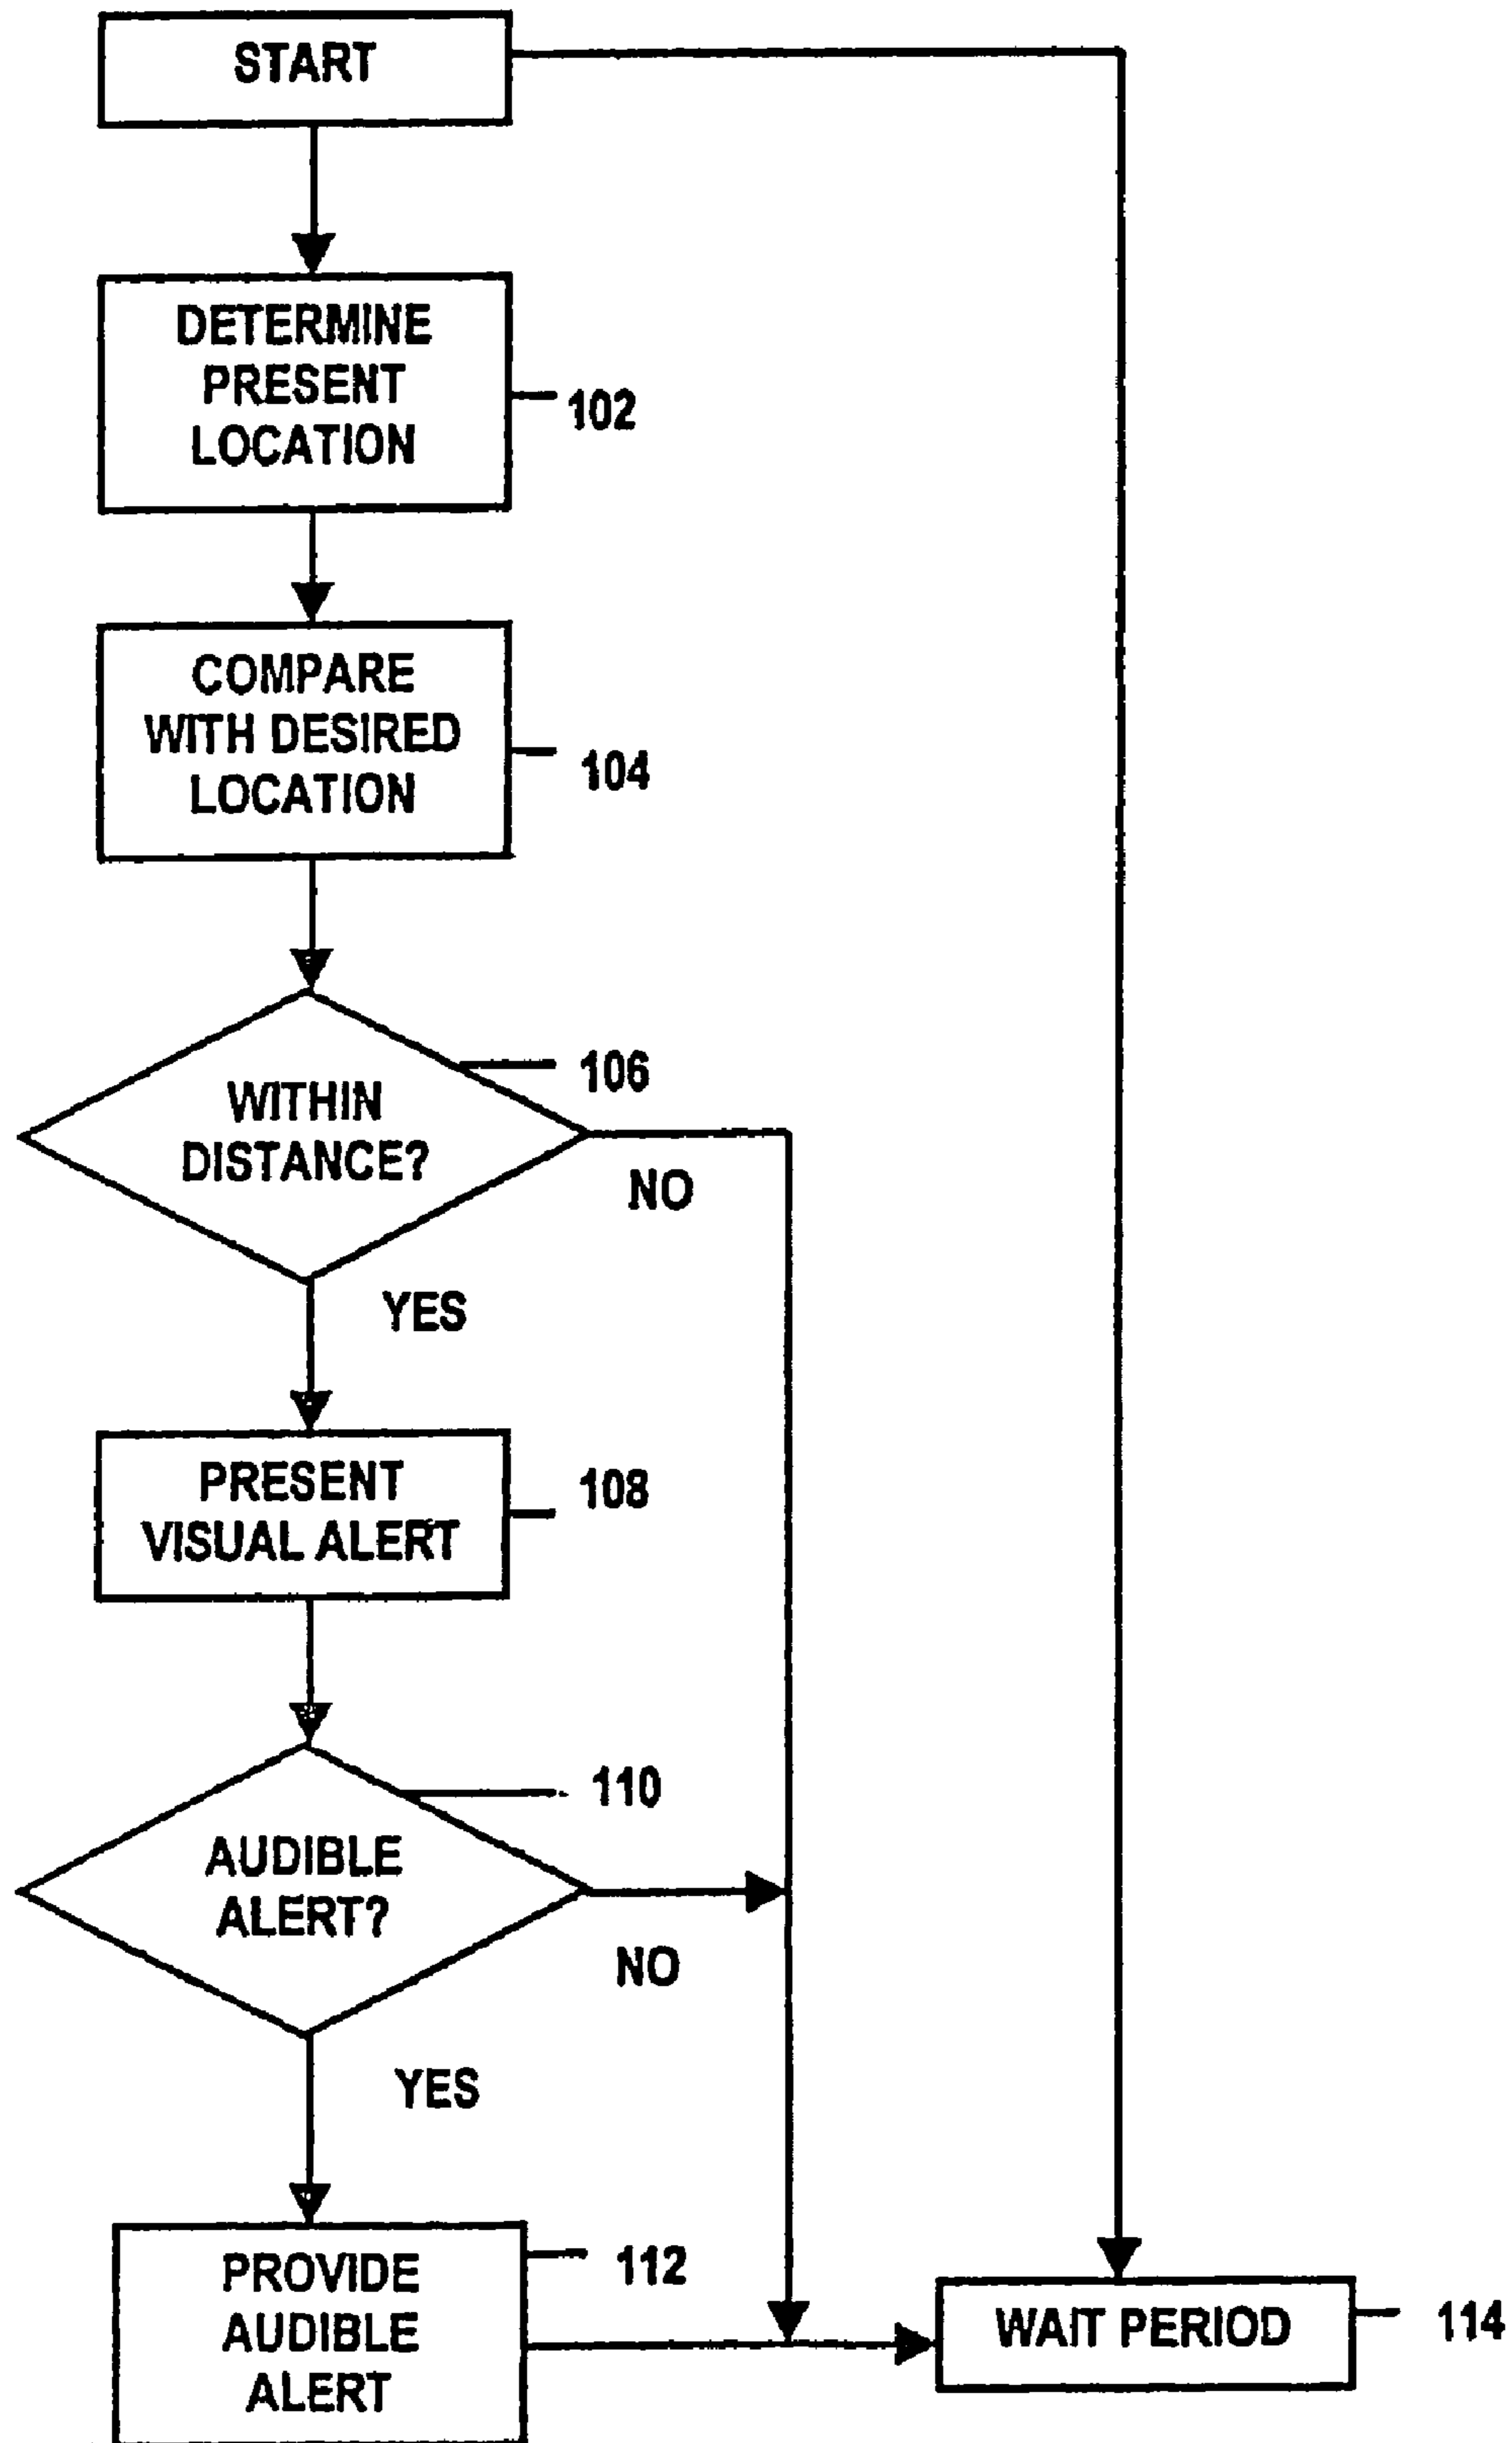 START
DETERMINE
PRESENT
LOCATION
102
COMPARE
WITH DESIRED
LOCATION
104
106
WITHIN
DISTANCE?
NO
YES
PRESENT
VISUAL ALERT
108
110
AUDIBLE
ALERT?
NO
YES
PROVIDE
AUDIBLE
ALERT
112
WAIT PERIOD
114